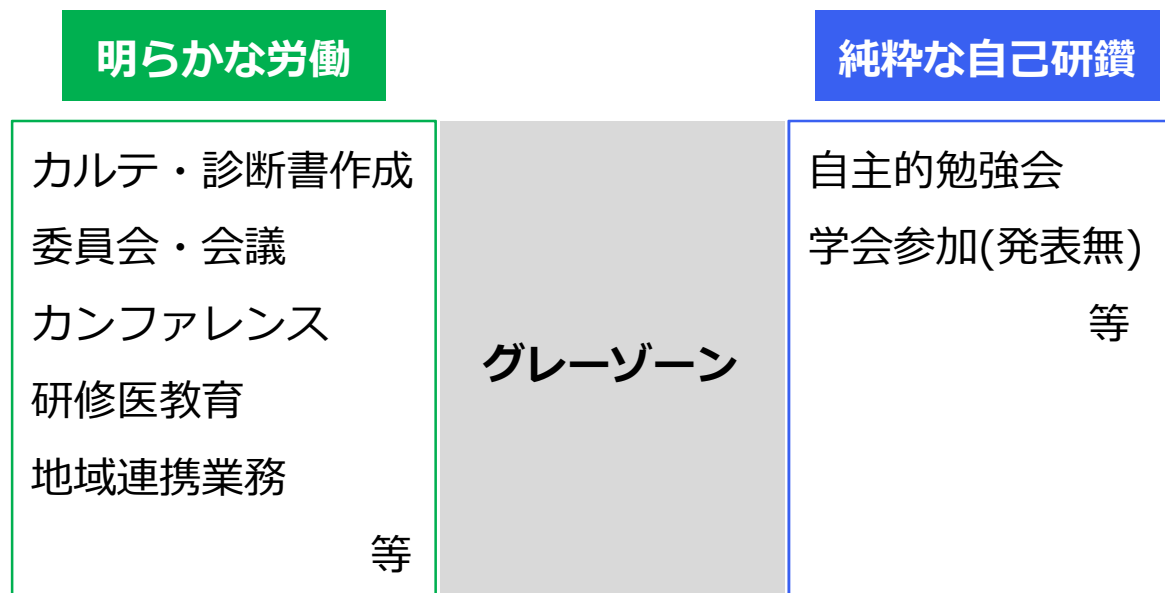 明らかな労働
カルテ・診断書作成
委員会・会議
カンファレンス
研修医教育
地域連携業務
等
グレーゾーン
純粋な自己研鑽
自主的勉強会
学会参加(発表無)
等